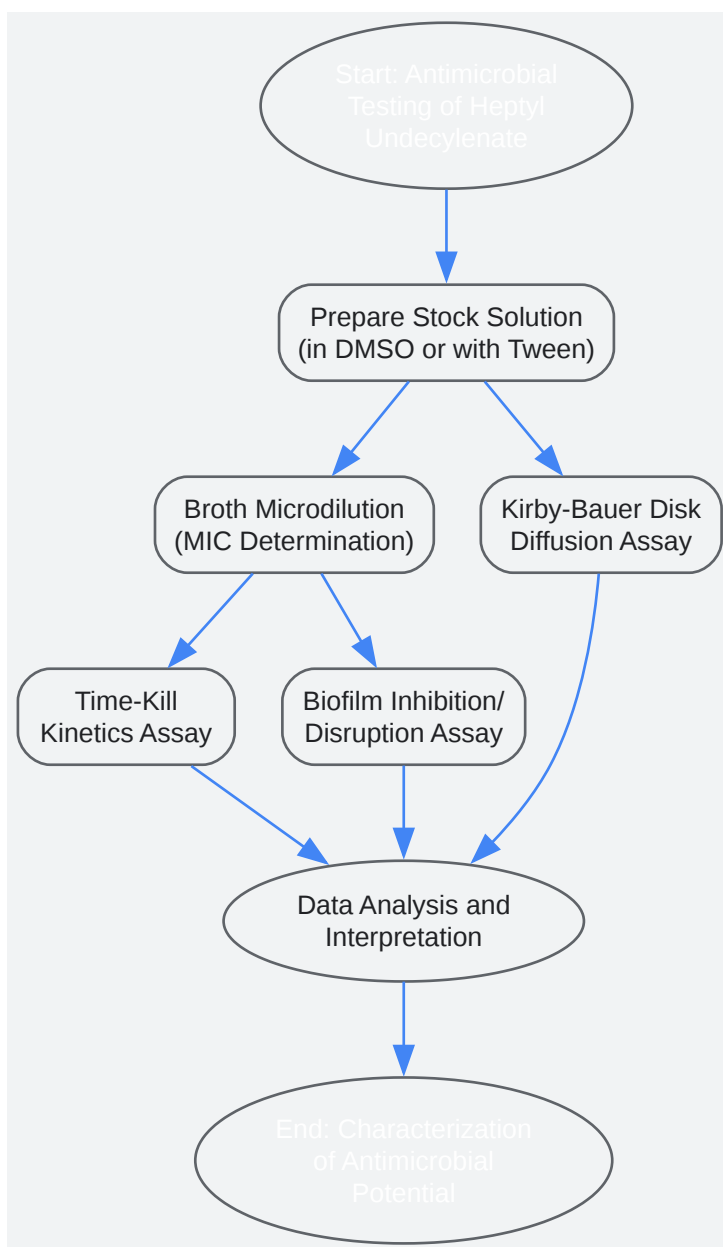 Start: Antimicrobial
Testing of Heptyl
Undecylenate
Prepare Stock Solution
(in DMSO or with Tween)
Broth Microdilution
(MIC Determination)
Kirby-Bauer Disk
Diffusion Assay
Time-Kill
Kinetics Assay
Biofilm Inhibition/
Disruption Assay
Data Analysis and
Interpretation
End: Characterization
of Antimicrobial
Potential